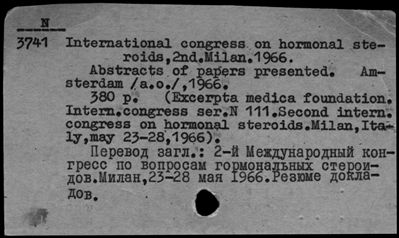 N
3741 International congress on hormonal ste-
roids,2nd.Milan.1966.
Abstracts of papers presented. Am-
sterdam /a.o./,1966.
380 p. (Excerpta medica foundation.
Intern.congress ser.N 111.Second intern.
congress on hormonal steroids.Milan,Ita-
ly,may 23-28,1966).
Перевод загл.: 2-й Международный кон-
гресс по вопросам гормональных стерои-
дов.Милан,23-28 мая 1966.Резюме докла-
дов.